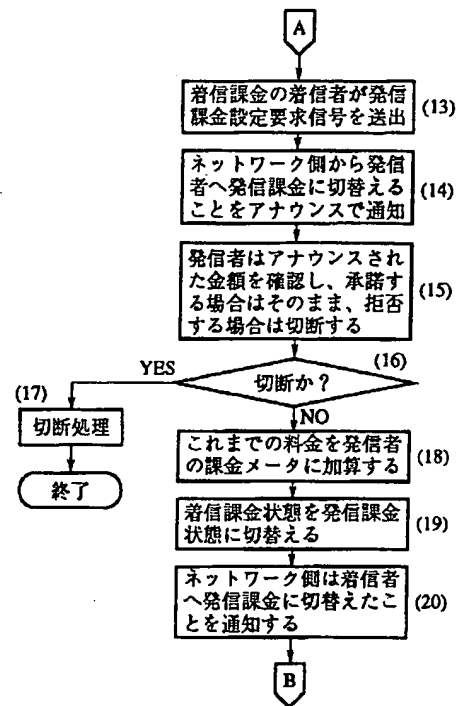 A
着信課金の着信者が発信
課金設定要求信号を送出
(13)
ネットワーク側から発信
者へ発信課金に切替える
ことをアナウンスで通知
(14)
発信者はアナウンスされ
た金額を確認し、承諾す
る場合はそのまま、拒否
する場合は切断する
(15)
切断か？
(16)
YES
NO
(17)
切断処理
終了
これまでの料金を発信者
の課金メータに加算する
(18)
着信課金状態を発信課金
状態に切替える
(19)
ネットワーク側は着信者
へ発信課金に切替えたこ
とを通知する
(20)
B